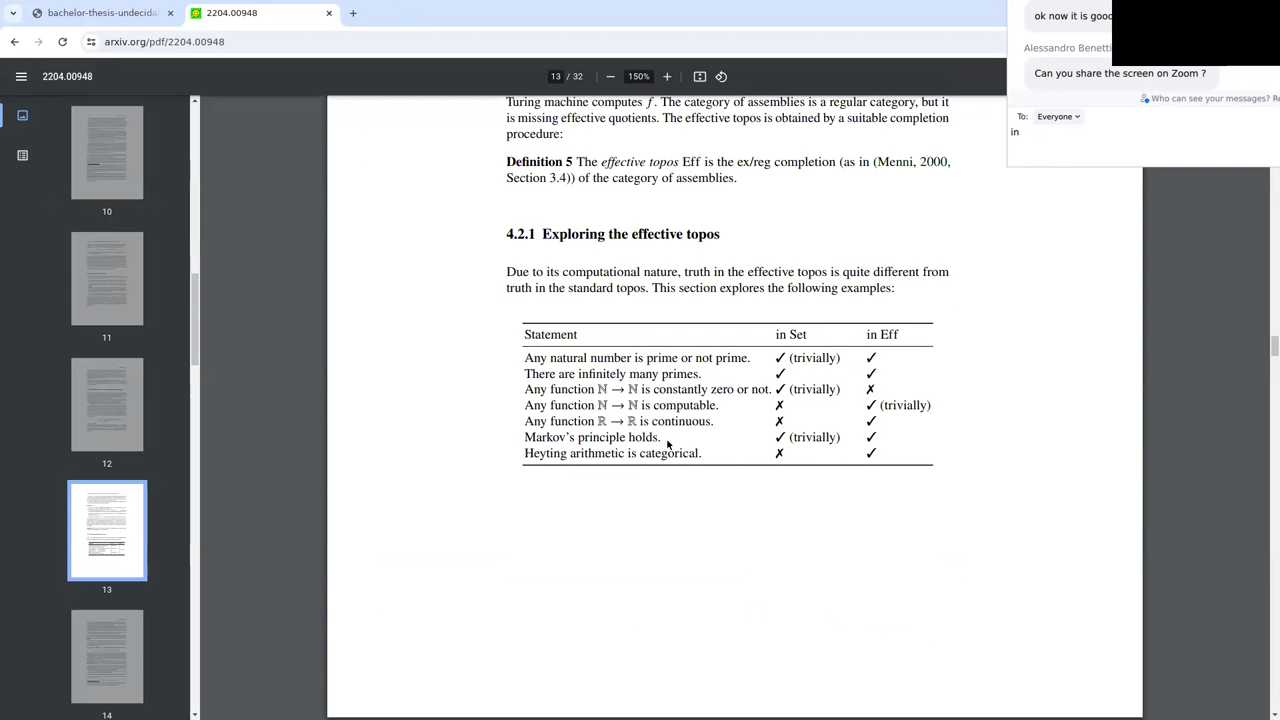 bachelor-thesis-undecida
2204.00948
arxiv.org/pdf/2204.00948
2204.00948
13 / 32
150%
ok now it is good
Alessandro Benetti
Can you share the screen on Zoom ?
Who can see your messages? Re
To: Everyone
in
10
11
12
13
14
Turing machine computes f. The category of assemblies is a regular category, but it
is missing effective quotients. The effective topos is obtained by a suitable completion
procedure:
Definition 5 The effective topos Eff is the ex/reg completion (as in (Menni, 2000,
Section 3.4)) of the category of assemblies.
4.2.1 Exploring the effective topos
Due to its computational nature, truth in the effective topos is quite different from
truth in the standard topos. This section explores the following examples:
Statement in Set in Eff
Any natural number is prime or not prime. ✓ (trivially) ✓
There are infinitely many primes. ✓ ✓
Any function ℕ → ℕ is constantly zero or not. ✓ (trivially) ✗
Any function ℕ → ℕ is computable. ✗ ✓ (trivially)
Any function ℝ → ℝ is continuous. ✗ ✓
Markov's principle holds. ✓ (trivially) ✓
Heyting arithmetic is categorical. ✗ ✓